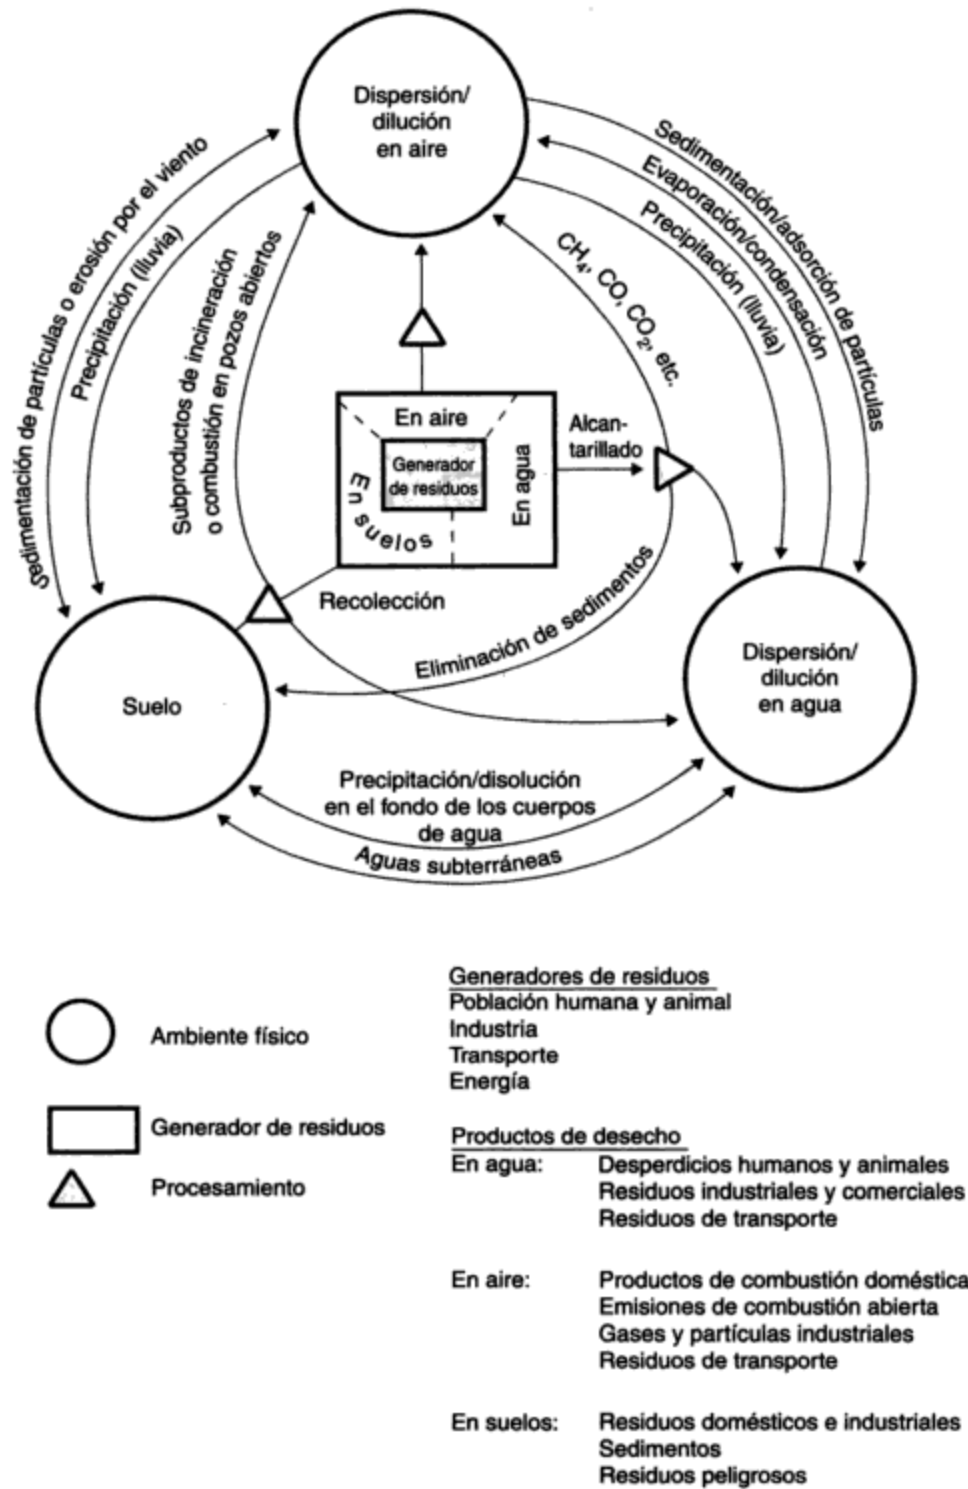 Dispersión/
dilución
en aire
Sedimentación de partículas o erosión por el viento
Precipitación (lluvia)
Subproductos de incineración
o combustión en pozos abiertos
CH₄, CO, CO₂, etc.
Precipitación (lluvia)
Evaporación/condensación
Sedimentación/adsorción de partículas
En aire
Generador
de residuos
En suelos
En agua
Alcan-
tarillado
Recolección
Eliminación de sedimentos
Suelo
Dispersión/
dilución
en agua
Precipitación/disolución
en el fondo de los cuerpos
de agua
Aguas subterráneas
Ambiente físico
Generador de residuos
Procesamiento
Generadores de residuos
Población humana y animal
Industria
Transporte
Energía
Productos de desecho
En agua: Desperdicios humanos y animales
Residuos industriales y comerciales
Residuos de transporte
En aire: Productos de combustión doméstica
Emisiones de combustión abierta
Gases y partículas industriales
Residuos de transporte
En suelos: Residuos domésticos e industriales
Sedimentos
Residuos peligrosos